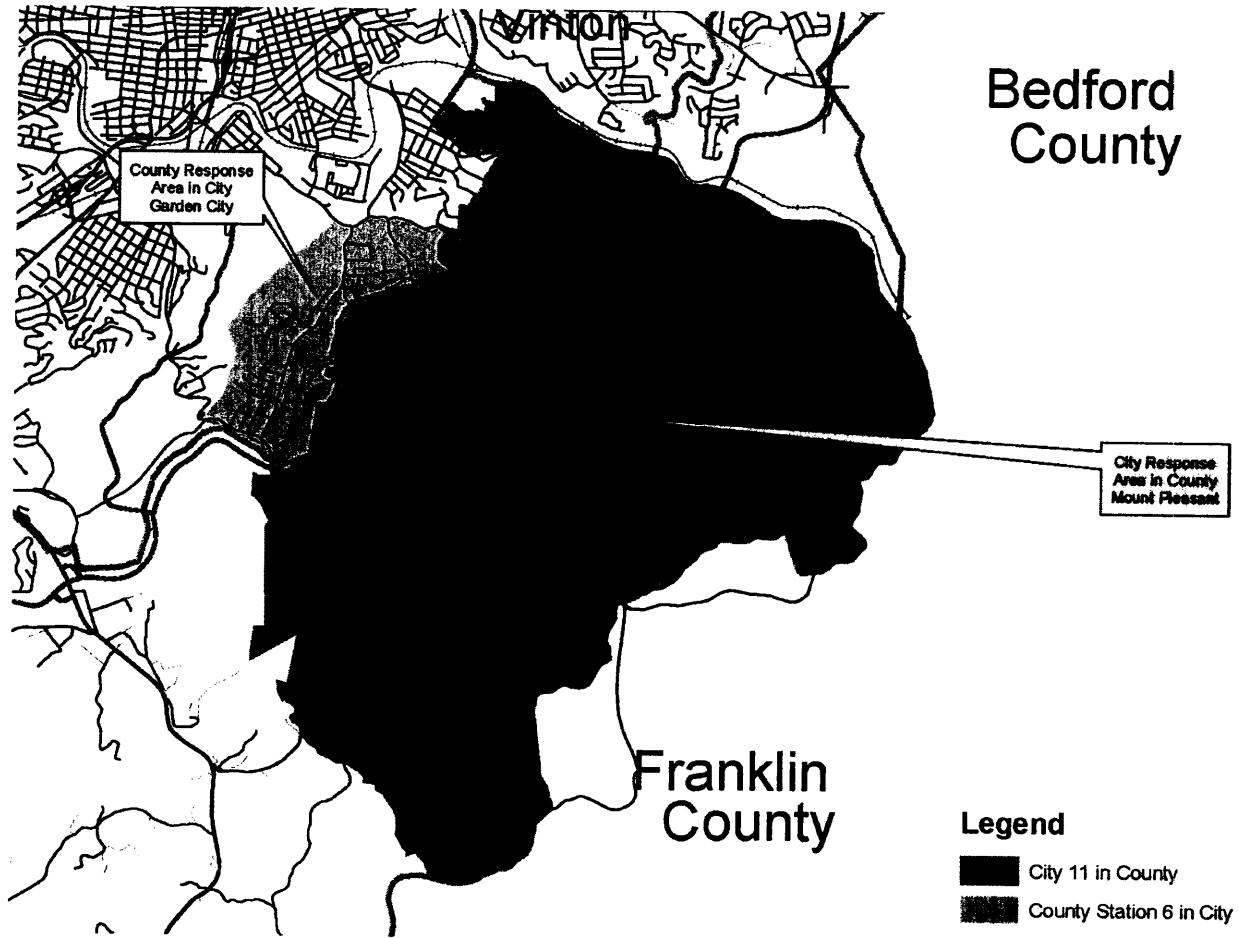 Vinton
Bedford
County
County Response
Area in City
Garden City
City Response
Area in County
Mount Pleasant
Franklin
County
Legend
City 11 in County
County Station 6 in City